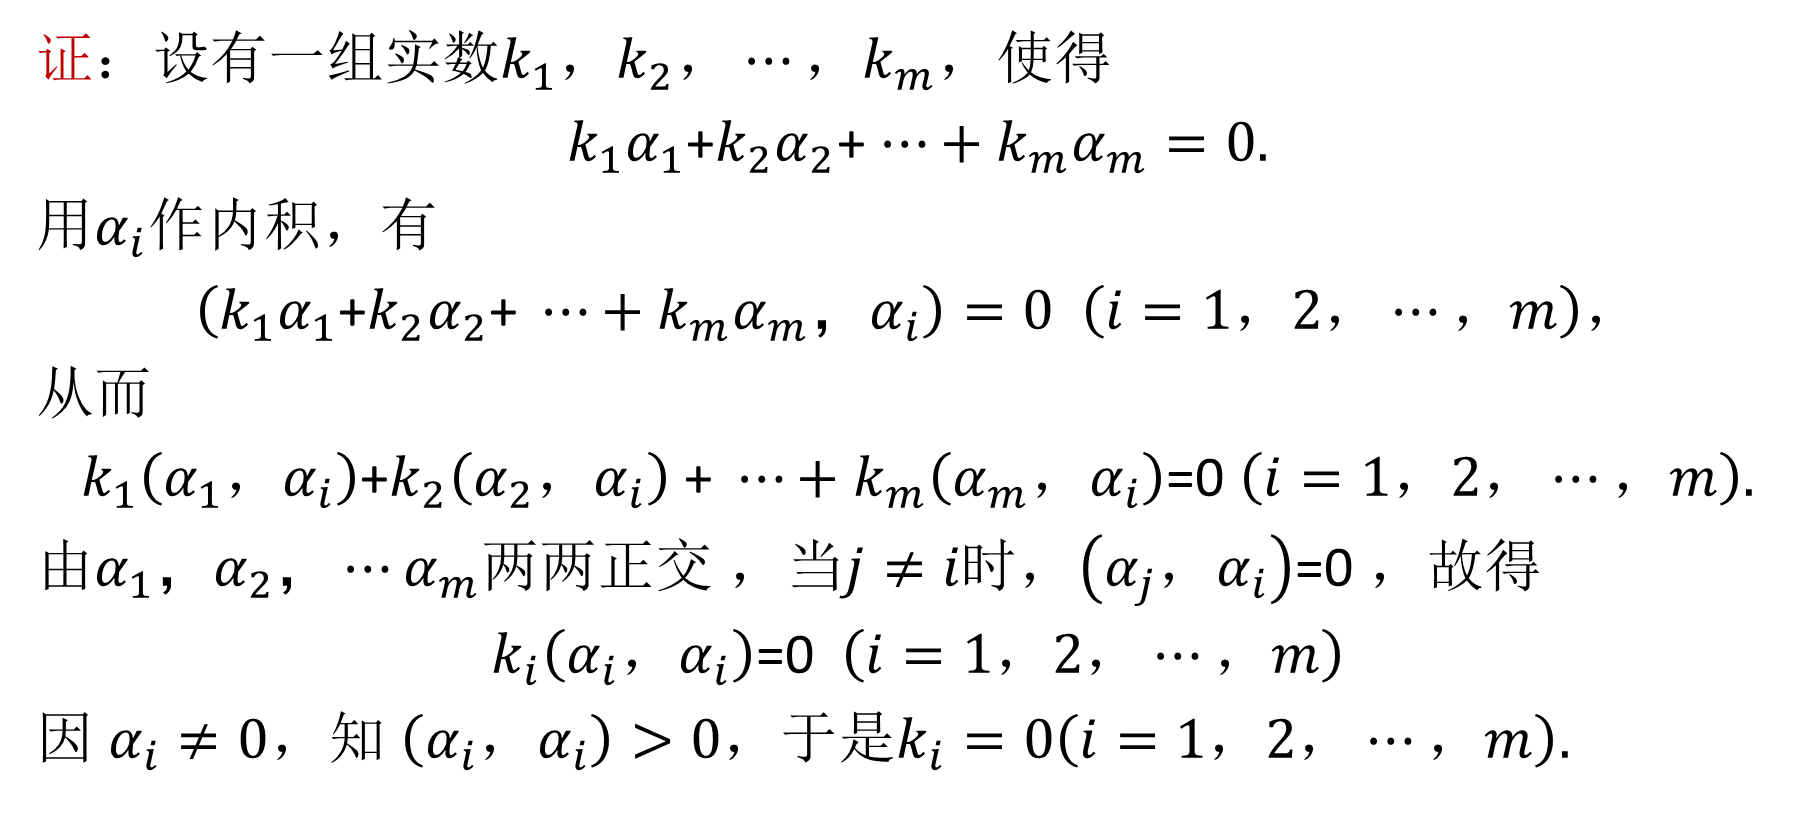 证：设有一组实数k₁，k₂， ⋯，kₘ，使得
k₁α₁+k₂α₂+ ⋯ + kₘαₘ = 0.
用αᵢ作内积，有
(k₁α₁+k₂α₂+ ⋯ + kₘαₘ，αᵢ) = 0 (i = 1，2， ⋯，m)，
从而
k₁(α₁，αᵢ)+k₂(α₂，αᵢ) + ⋯ + kₘ(αₘ，αᵢ)=0 (i = 1，2， ⋯，m).
由α₁，α₂， ⋯ αₘ两两正交 ，当j ≠ i时，(αⱼ，αᵢ)=0 ，故得
kᵢ(αᵢ，αᵢ)=0 (i = 1，2， ⋯，m)
因 αᵢ ≠ 0，知 (αᵢ，αᵢ) > 0，于是kᵢ = 0(i = 1，2， ⋯，m).